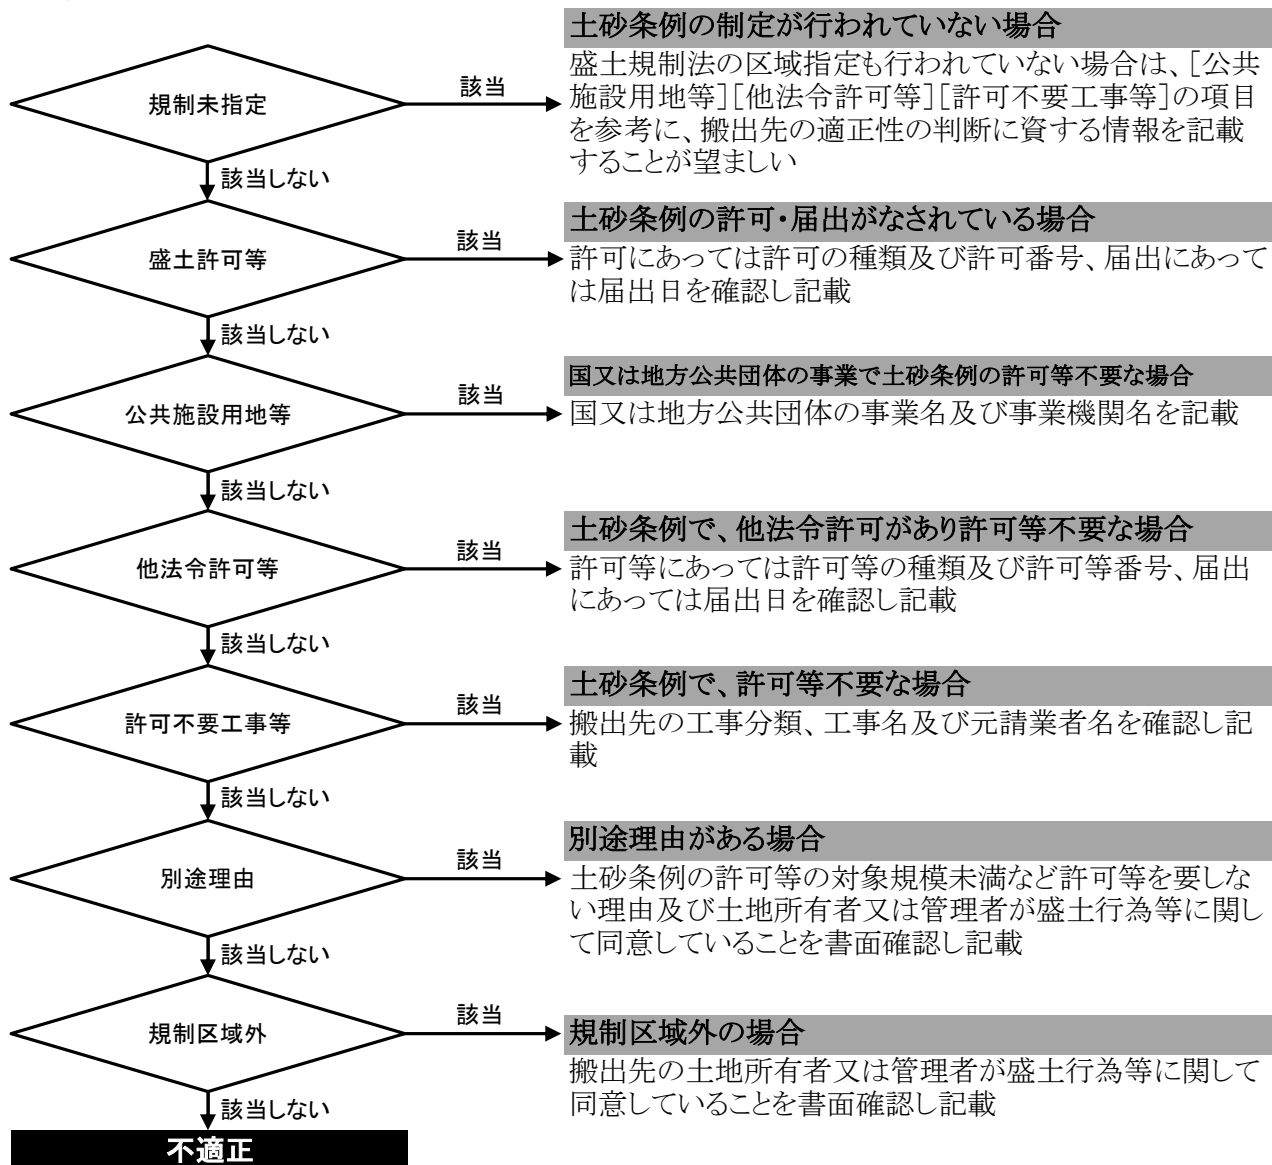 土砂条例の制定が行われていない場合
規制未指定
該当
盛土規制法の区域指定も行われていない場合は、[公共
施設用地等][他法令許可等][許可不要工事等]の項目
を参考に、搬出先の適正性の判断に資する情報を記載
することが望ましい
該当しない
土砂条例の許可・届出がなされている場合
盛土許可等
該当
許可にあっては許可の種類及び許可番号、届出にあって
は届出日を確認し記載
該当しない
国又は地方公共団体の事業で土砂条例の許可等不要な場合
公共施設用地等
該当
国又は地方公共団体の事業名及び事業機関名を記載
該当しない
土砂条例で、他法令許可があり許可等不要な場合
他法令許可等
該当
許可等にあっては許可等の種類及び許可等番号、届出
にあっては届出日を確認し記載
該当しない
土砂条例で、許可等不要な場合
許可不要工事等
該当
搬出先の工事分類、工事名及び元請業者名を確認し記
載
該当しない
別途理由がある場合
別途理由
該当
土砂条例の許可等の対象規模未満など許可等を要しな
い理由及び土地所有者又は管理者が盛土行為等に関し
て同意していることを書面確認し記載
該当しない
規制区域外の場合
規制区域外
該当
搬出先の土地所有者又は管理者が盛土行為等に関して
同意していることを書面確認し記載
該当しない
不適正